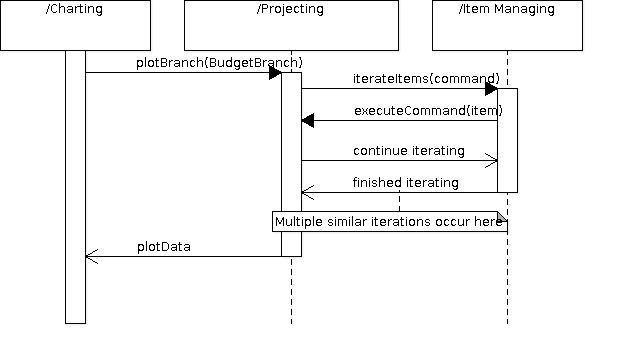 /Charting
/Projecting
/Item Managing
plotBranch(BudgetBranch)
iterateItems(command)
executeCommand(item)
continue iterating
finished iterating
Multiple similar iterations occur here
plotData